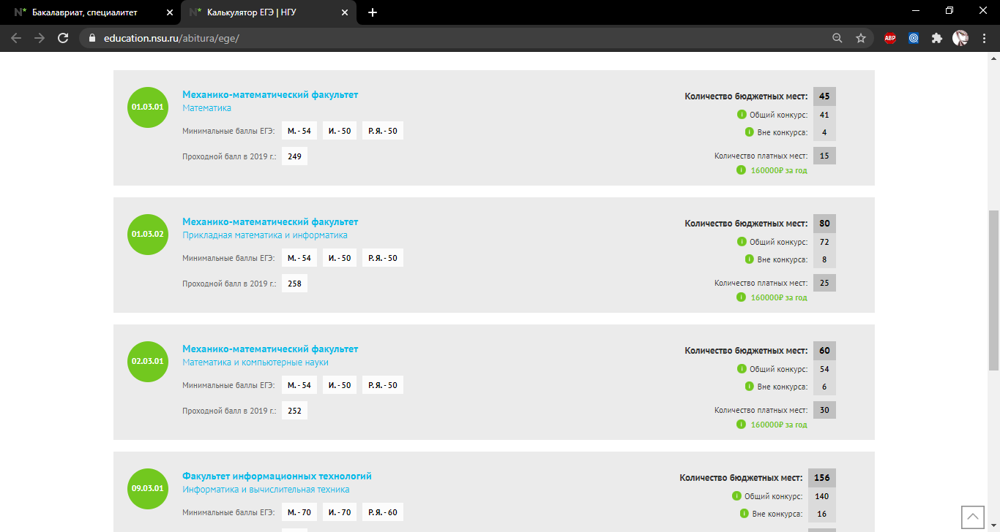 N* Бакалавриат, специалитет
N* Калькулятор ЕГЭ | НГУ
education.nsu.ru/abitura/ege/
ABP
01.03.01
Механико-математический факультет
Математика
Минимальные баллы ЕГЭ: М. - 54 И. - 50 Р.Я. - 50
Проходной балл в 2019 г.: 249
Количество бюджетных мест: 45
i Общий конкурс: 41
i Вне конкурса: 4
Количество платных мест: 15
i 160000₽ за год
01.03.02
Механико-математический факультет
Прикладная математика и информатика
Минимальные баллы ЕГЭ: М. - 54 И. - 50 Р.Я. - 50
Проходной балл в 2019 г.: 258
Количество бюджетных мест: 80
i Общий конкурс: 72
i Вне конкурса: 8
Количество платных мест: 25
i 160000₽ за год
02.03.01
Механико-математический факультет
Математика и компьютерные науки
Минимальные баллы ЕГЭ: М. - 54 И. - 50 Р.Я. - 50
Проходной балл в 2019 г.: 252
Количество бюджетных мест: 60
i Общий конкурс: 54
i Вне конкурса: 6
Количество платных мест: 30
i 160000₽ за год
09.03.01
Факультет информационных технологий
Информатика и вычислительная техника
Минимальные баллы ЕГЭ: М. - 70 И. - 70 Р.Я. - 60
Количество бюджетных мест: 156
i Общий конкурс: 140
i Вне конкурса: 16